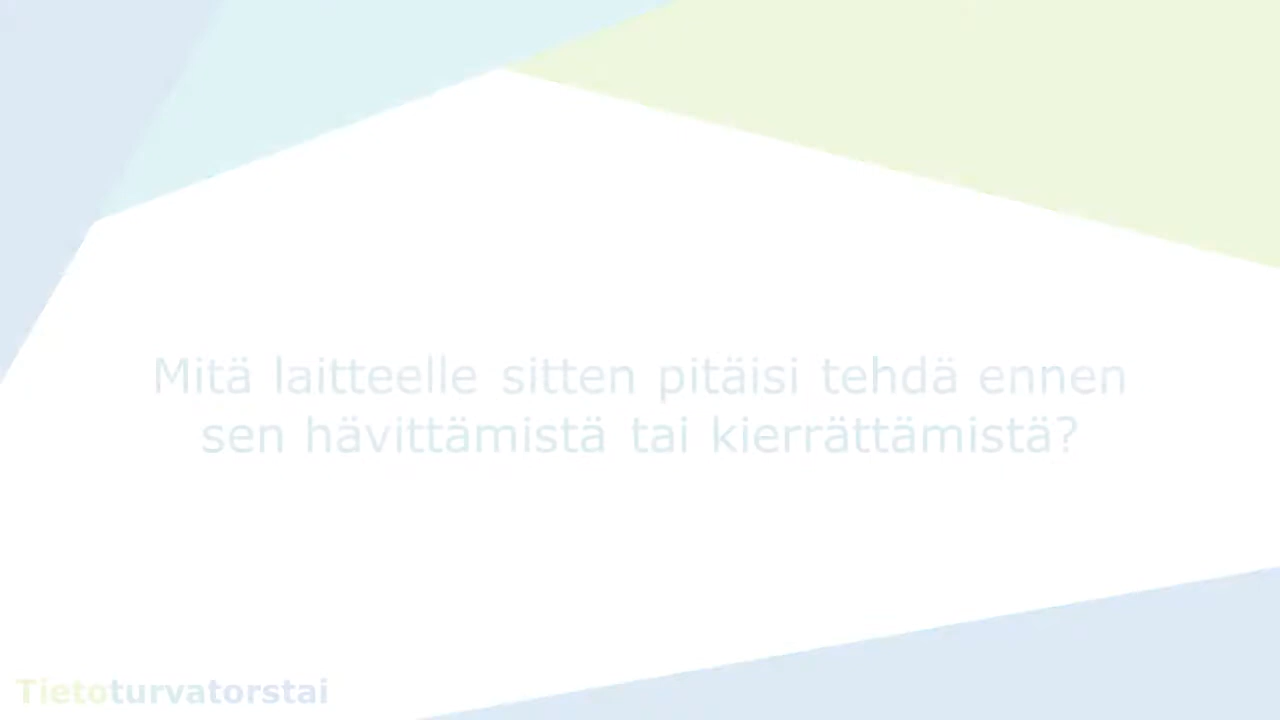 Mitä laitteelle sitten pitäisi tehdä ennen
sen hävittämistä tai kierrättämistä?
Tietoturvatorstai